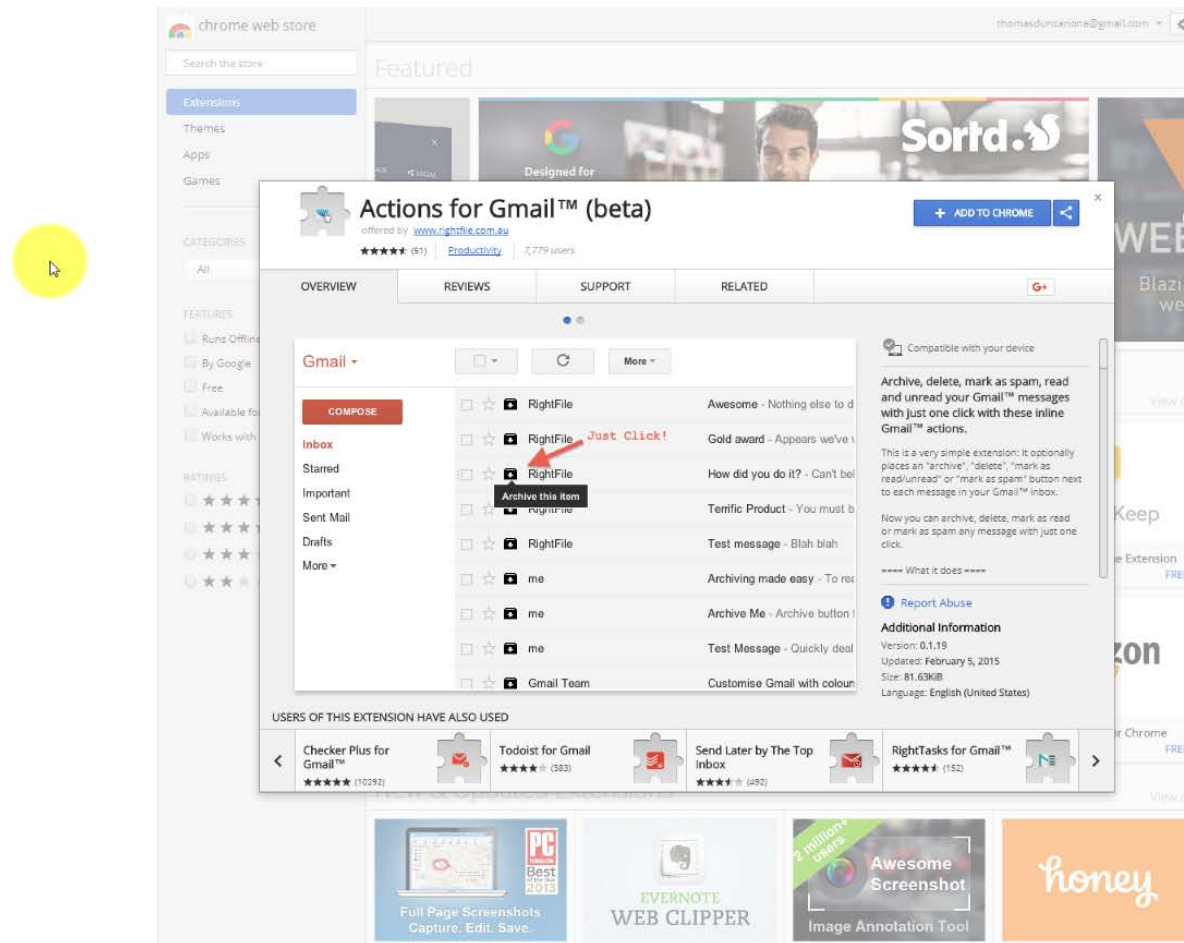 chrome web store
thomasduncanone@gmail.com
Search the store
Featured
Extensions
Themes
Apps
Games
Designed for
Sortd.
Actions for Gmail™ (beta)
offered by www.rightfile.com.au
(61) Productivity 7,779 users
+ ADD TO CHROME
CATEGORIES
All
FEATURES
Runs Offline
By Google
Free
Available fo
Works with
RATINGS
OVERVIEW REVIEWS SUPPORT RELATED
G+
Gmail
More
COMPOSE
Inbox
Starred
Important
Sent Mail
Drafts
More
RightFile Awesome - Nothing else to d
RightFile Gold award - Appears we've
Just Click!
RightFile How did you do it? - Can't bel
Archive this item
RightFile Terrific Product - You must b
RightFile Test message - Blah blah
me Archiving made easy - To rea
me Archive Me - Archive button
me Test Message - Quickly deal
Gmail Team Customise Gmail with colour
Compatible with your device
Archive, delete, mark as spam, read
and unread your Gmail™ messages
with just one click with these inline
Gmail™ actions.
This is a very simple extension: It optionally
places an "archive", "delete", "mark as
read/unread" or "mark as spam" button next
to each message in your Gmail™ inbox.
Now you can archive, delete, mark as read
or mark as spam any message with just one
click.
==== What it does ====
Report Abuse
Additional Information
Version: 0.1.19
Updated: February 5, 2015
Size: 81.63KiB
Language: English (United States)
USERS OF THIS EXTENSION HAVE ALSO USED
Checker Plus for
Gmail™
(10292)
Todoist for Gmail
(383)
Send Later by The Top
Inbox
(492)
RightTasks for Gmail™
(152)
WEE
Blazi
we
View
Keep
e Extension
FRE
zon
r Chrome
FRE
New & Updated Extensions
View
Full Page Screenshots
Capture. Edit. Save.
PC
Best
of the Year
2013
EVERNOTE
WEB CLIPPER
2 million+
users
Awesome
Screenshot
Image Annotation Tool
honey